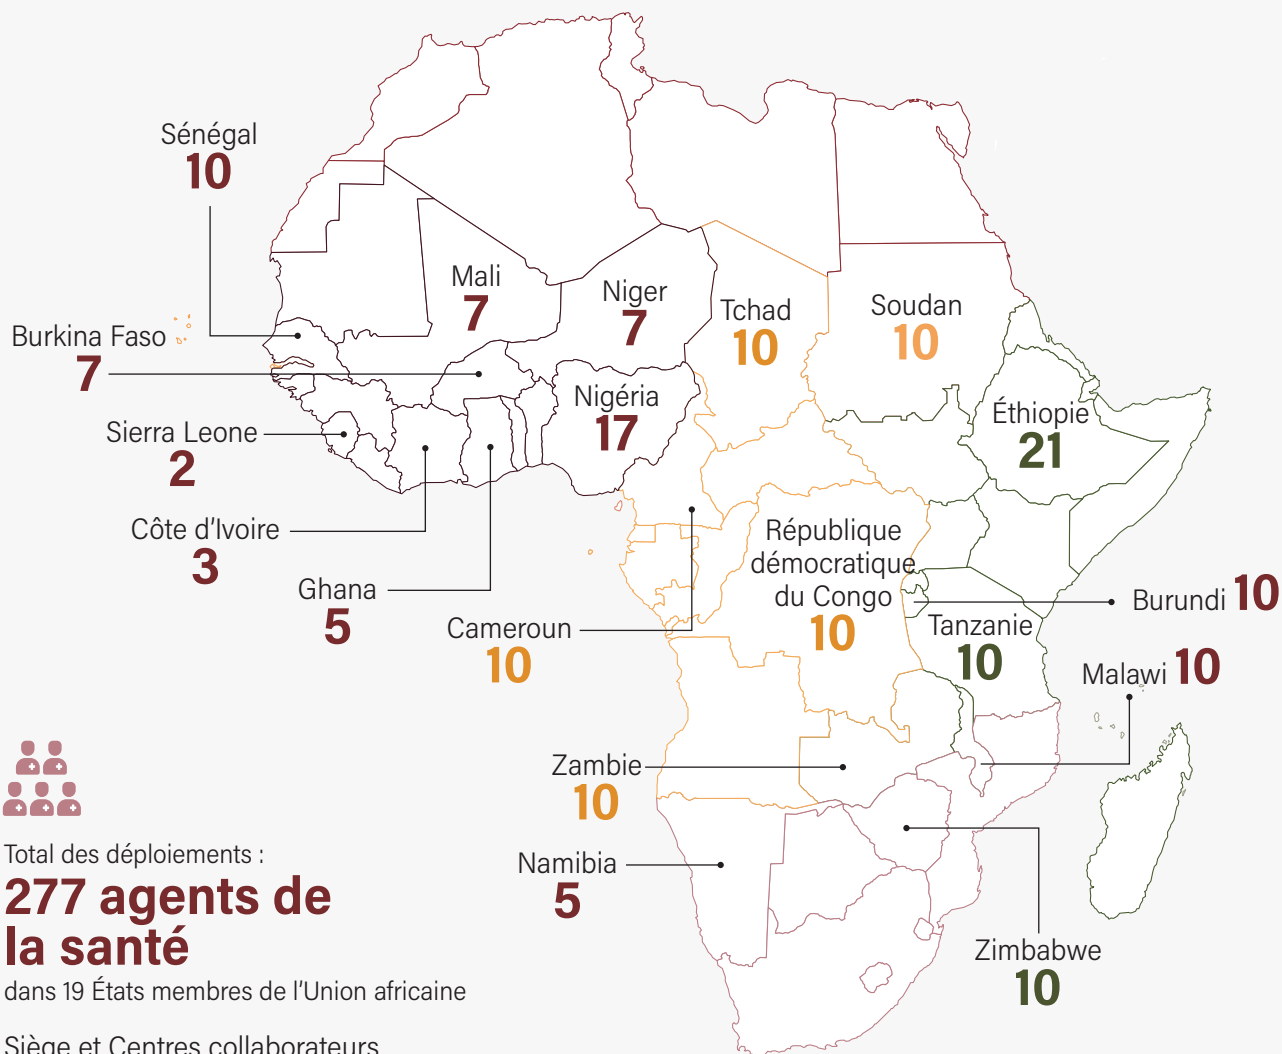 Sénégal
10
Mali
7
Niger
7
Tchad
10
Soudan
10
Burkina Faso
7
Nigéria
17
Éthiopie
21
Sierra Leone
2
Côte d'Ivoire
3
Ghana
5
Cameroun
10
République
démocratique
du Congo
10
Burundi 10
Tanzanie
10
Malawi 10
Zambie
10
Namibia
5
Zimbabwe
10
Total des déploiements :
277 agents de
la santé
dans 19 États membres de l'Union africaine
Siège et Centres collaborateurs